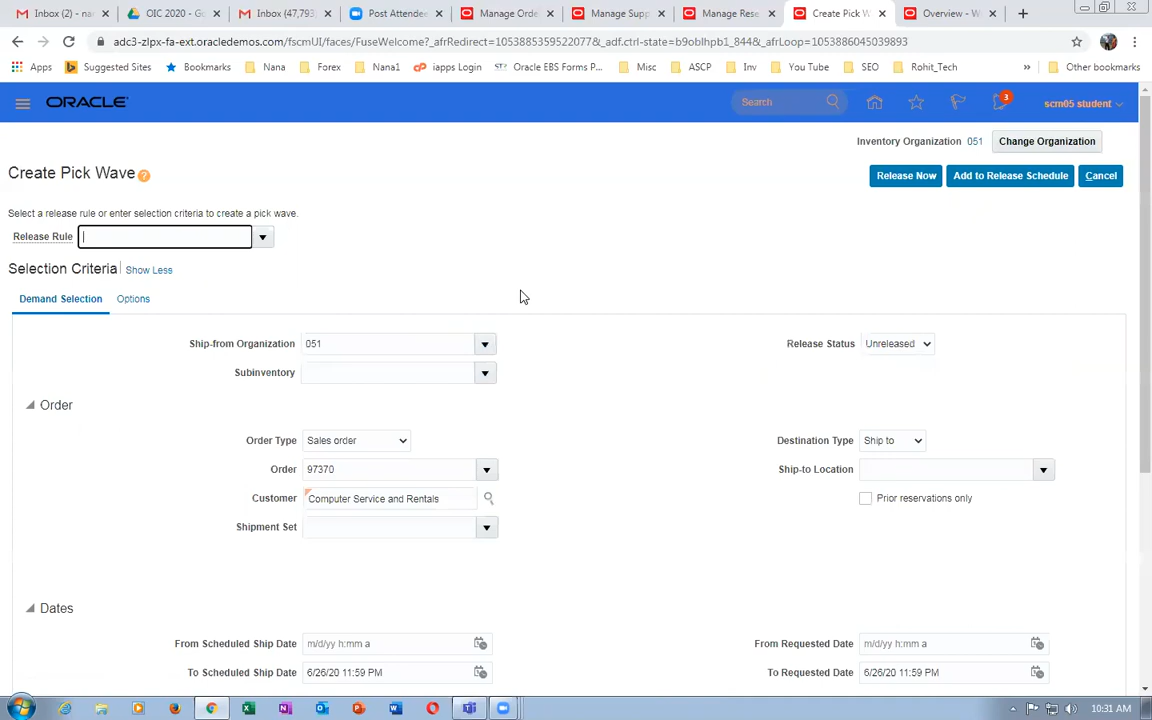 Inbox (2) - na
OIC 2020 - Go
Inbox (47,793
Post Attendee
Manage Orde
Manage Supp
Manage Rese
Create Pick W
Overview - W
adc3-zlpx-fa-ext.oracledemos.com/fscmUI/faces/FuseWelcome?_afrRedirect=1053885359522077&_adf.ctrl-state=b9oblhpb1_844&_afrLoop=1053886045039893
Apps Suggested Sites Bookmarks Nana Forex Nana1 iapps Login Oracle EBS Forms P... Misc ASCP Inv You Tube SEO Rohit_Tech » Other bookmarks
ORACLE Search 3 scm05 student
Inventory Organization 051 Change Organization
Create Pick Wave Release Now Add to Release Schedule Cancel
Select a release rule or enter selection criteria to create a pick wave.
Release Rule
Selection Criteria Show Less
Demand Selection Options
Ship-from Organization 051 Release Status Unreleased
Subinventory
Order
Order Type Sales order Destination Type Ship to
Order 97370 Ship-to Location
Customer Computer Service and Rentals Prior reservations only
Shipment Set
Dates
From Scheduled Ship Date m/d/yy h:mm a From Requested Date m/d/yy h:mm a
To Scheduled Ship Date 6/26/20 11:59 PM To Requested Date 6/26/20 11:59 PM
10:31 AM